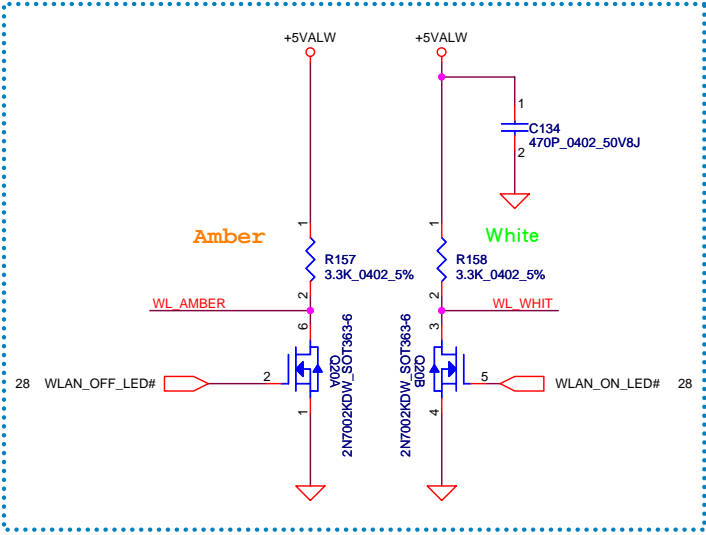 +5VALW
+5VALW
1
C134
470P_0402_50V8J
2
1
Amber
R157
3.3K_0402_5%
2
WL_AMBER
1
White
R158
3.3K_0402_5%
2
WL_WHIT
6
Q20A
2N7002KDW_SOT363-6
28 WLAN_OFF_LED#
2
1
3
Q20B
2N7002KDW_SOT363-6
5
WLAN_ON_LED# 28
4